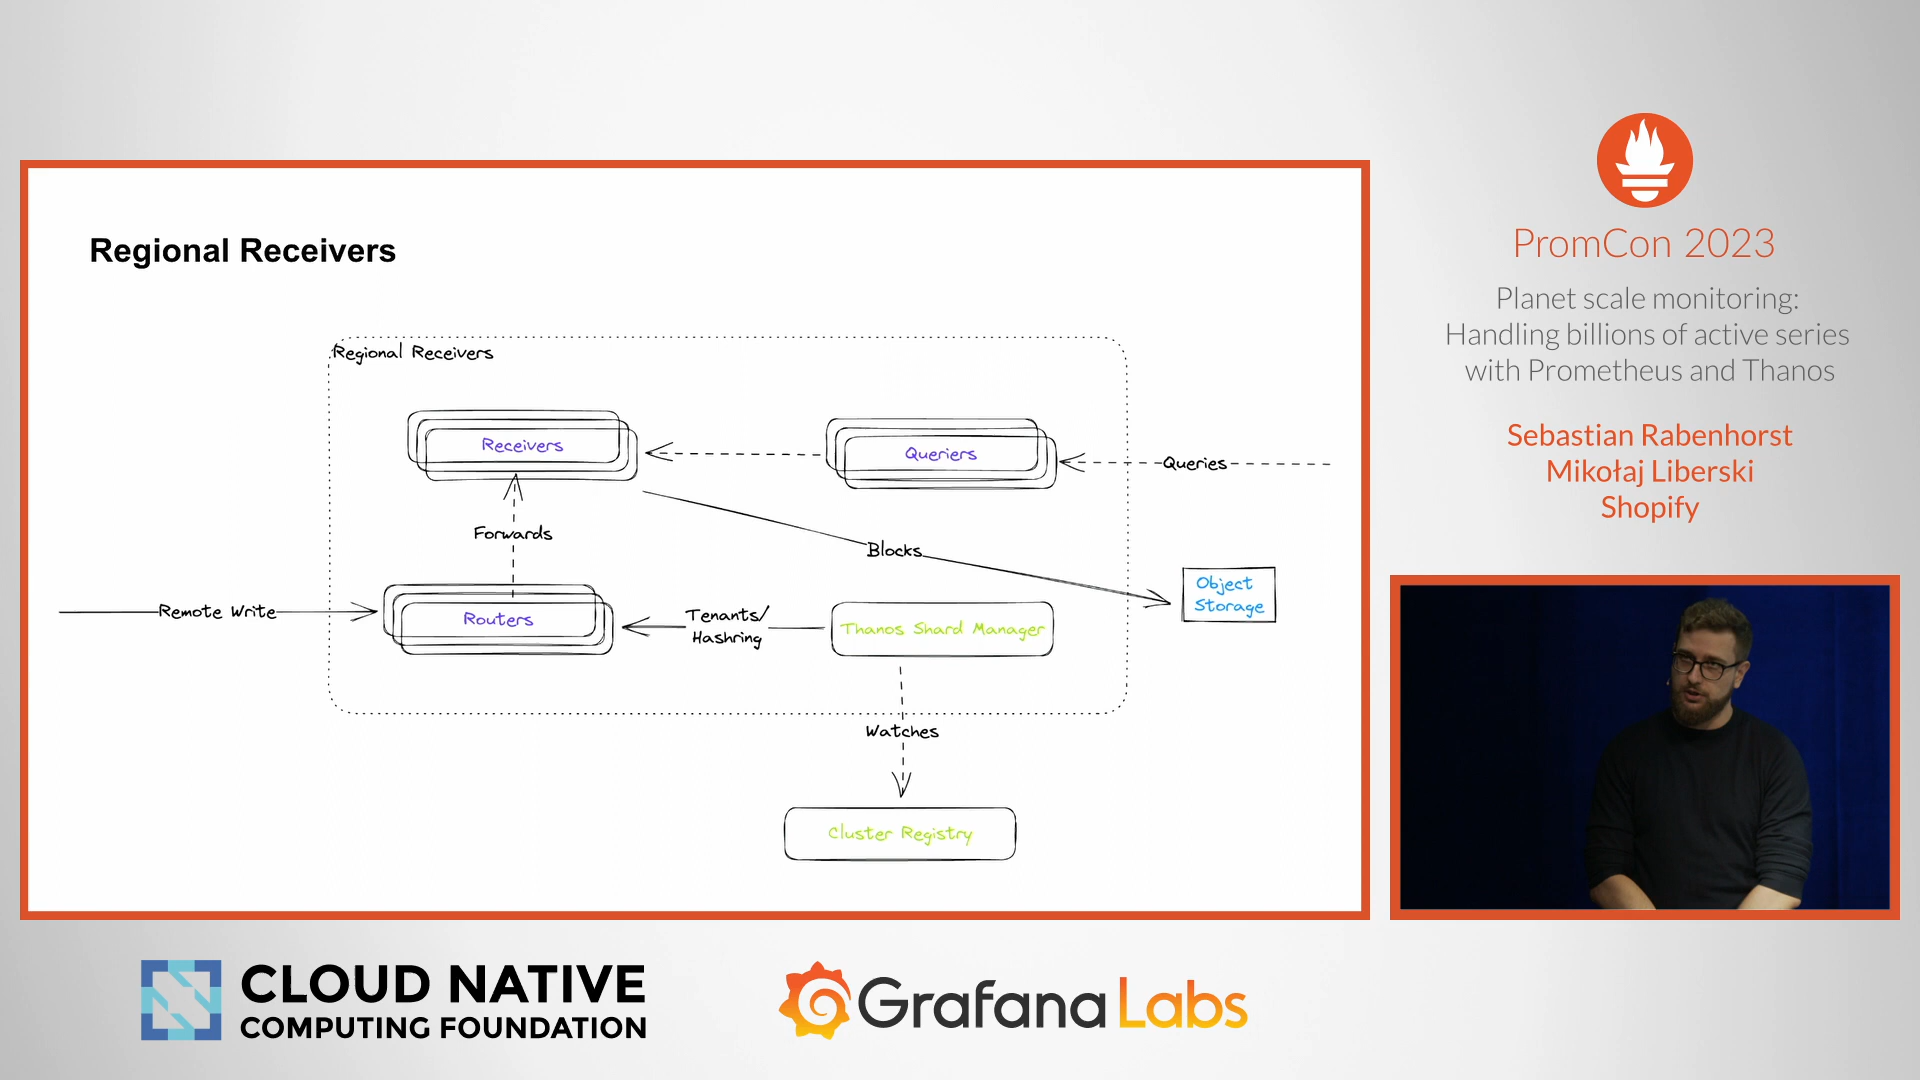 Regional Receivers
Regional Receivers
Receivers
Queriers
Queries
Forwards
Blocks
Object
Storage
Remote Write
Routers
Tenants/
Hashring
Thanos Shard Manager
Watches
Cluster Registry
PromCon 2023
Planet scale monitoring:
Handling billions of active series
with Prometheus and Thanos
Sebastian Rabenhorst
Mikołaj Liberski
Shopify
CLOUD NATIVE
COMPUTING FOUNDATION
Grafana Labs